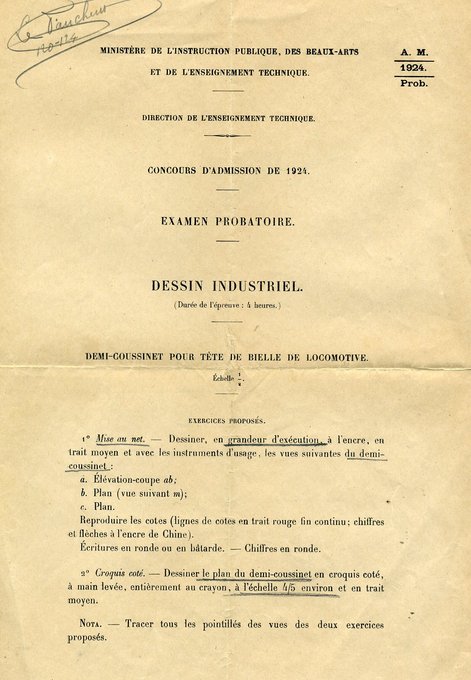 Le Faucheur
120-124
MINISTÈRE DE L'INSTRUCTION PUBLIQUE, DES BEAUX-ARTS
ET DE L'ENSEIGNEMENT TECHNIQUE.
A. M.
1924.
Prob.
DIRECTION DE L'ENSEIGNEMENT TECHNIQUE.
CONCOURS D'ADMISSION DE 1924.
EXAMEN PROBATOIRE.
DESSIN INDUSTRIEL.
(Durée de l'épreuve : 4 heures.)
DEMI-COUSSINET POUR TÊTE DE BIELLE DE LOCOMOTIVE.
Échelle 1/2.
EXERCICES PROPOSÉS.
1° Mise au net. — Dessiner, en grandeur d'exécution, à l'encre, en
trait moyen et avec les instruments d'usage, les vues suivantes du demi-
coussinet :
a. Élévation-coupe ab;
b. Plan (vue suivant m);
c. Plan.
Reproduire les cotes (lignes de cotes en trait rouge fin continu; chiffres
et flèches à l'encre de Chine).
Écritures en ronde ou en bâtarde. — Chiffres en ronde.
2° Croquis coté. — Dessiner le plan du demi-coussinet en croquis coté,
à main levée, entièrement au crayon, à l'échelle 4/5 environ et en trait
moyen.
NOTA. — Tracer tous les pointillés des vues des deux exercices
proposés.